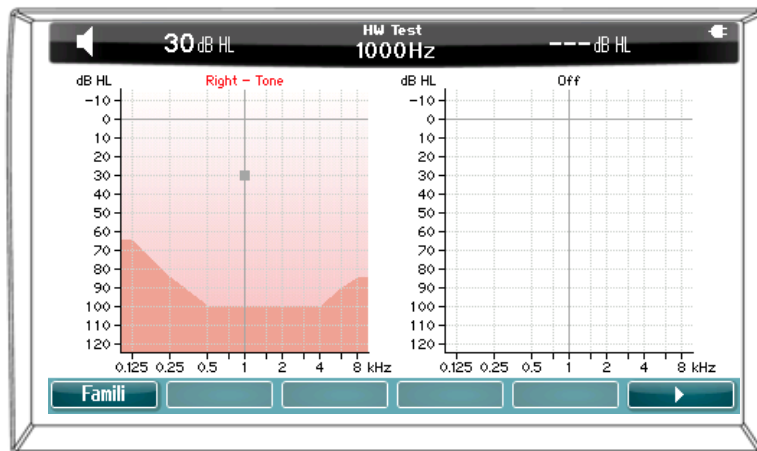 HW Test
30 dB HL 1000Hz --- dB HL
dB HL Right - Tone dB HL Off
-10 -10
0 0
10 10
20 20
30 30
40 40
50 50
60 60
70 70
80 80
90 90
100 100
110 110
120 120
0.125 0.25 0.5 1 2 4 8 kHz 0.125 0.25 0.5 1 2 4 8 kHz
Famili